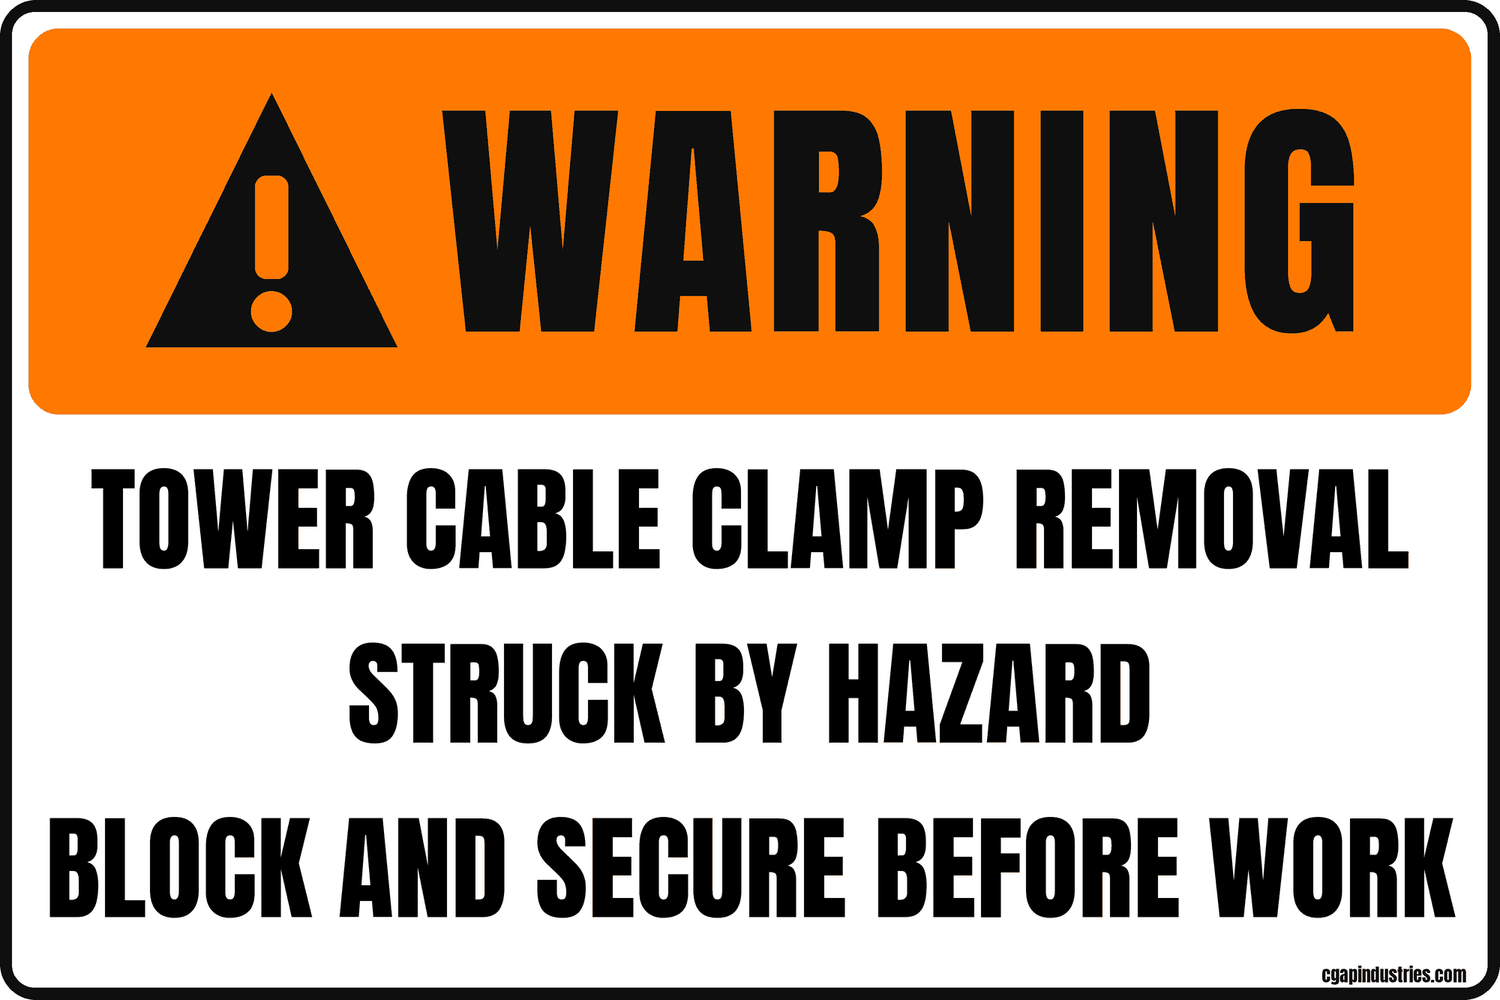 WARNING
TOWER CABLE CLAMP REMOVAL
STRUCK BY HAZARD
BLOCK AND SECURE BEFORE WORK
cgapindustries.com